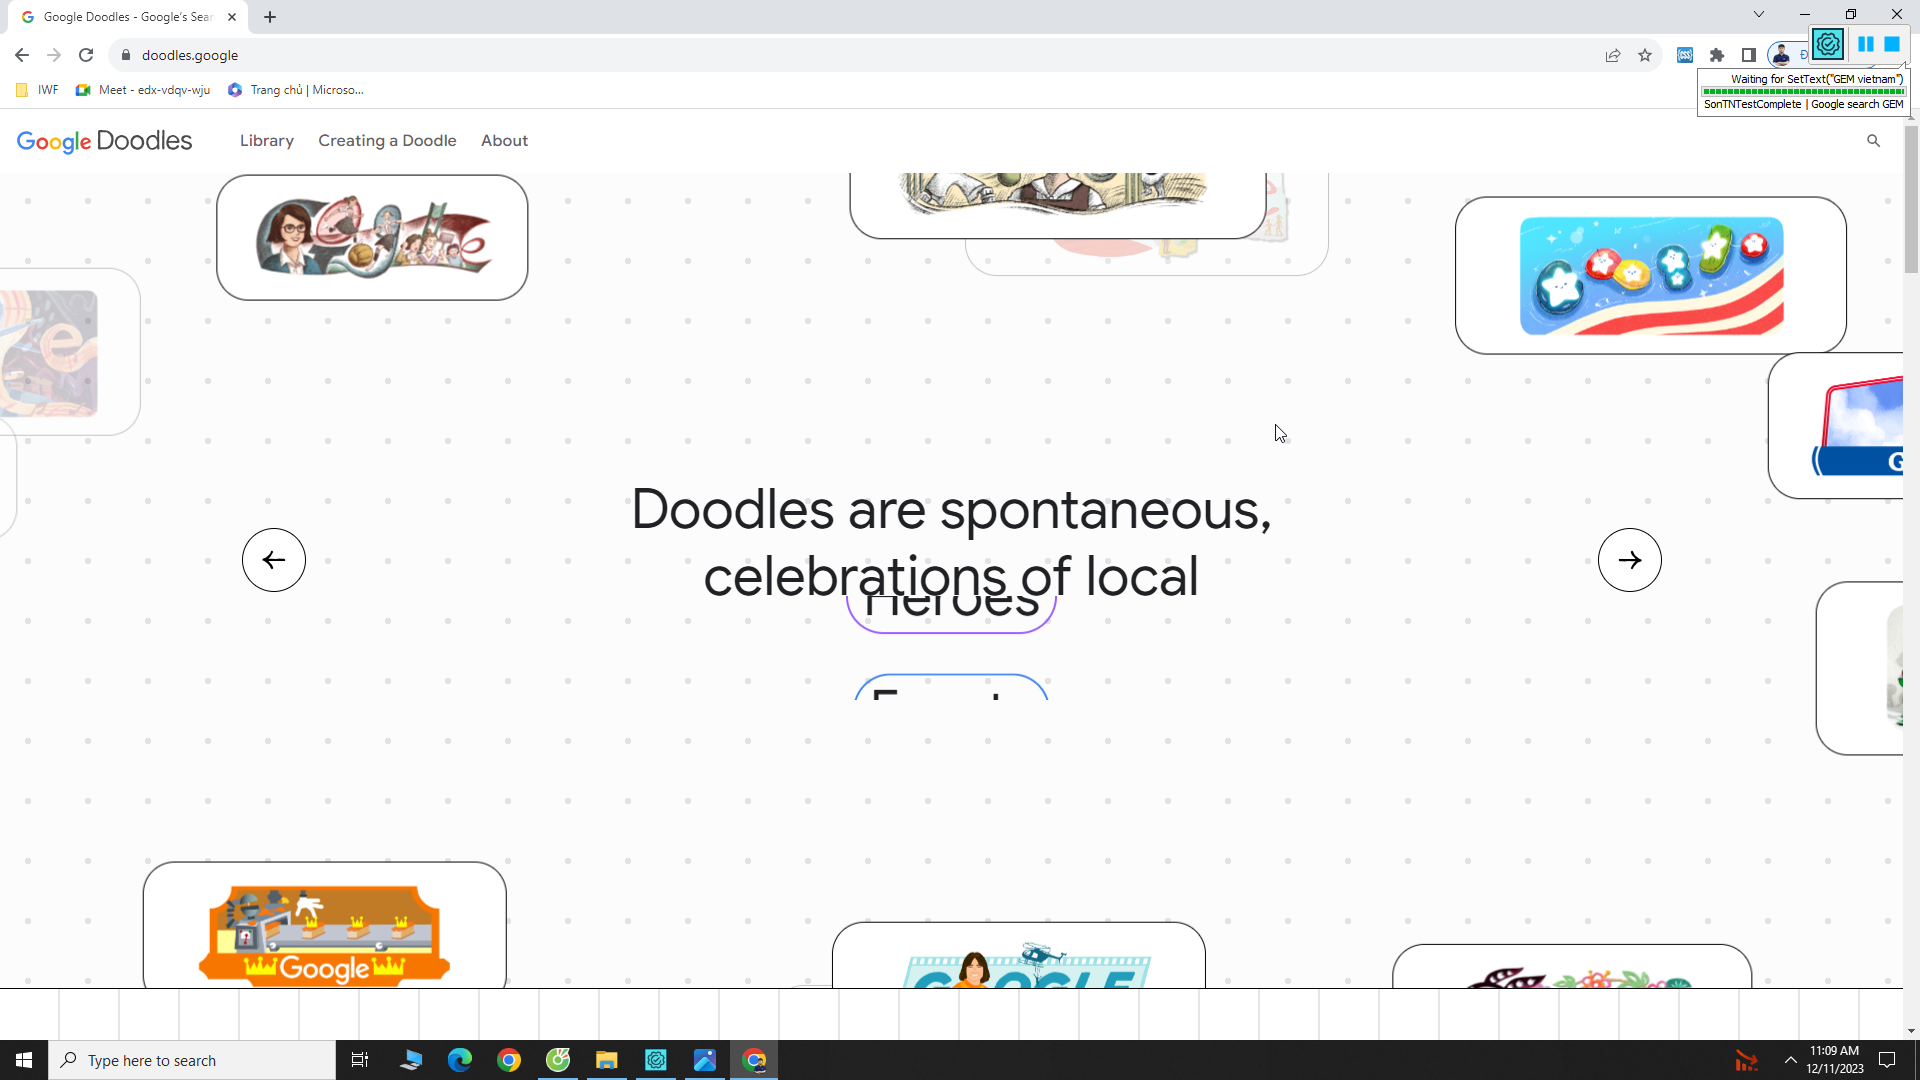 Google Doodles - Google's Sear
doodles.google
Waiting for SetText("GEM vietnam")
SonTNTestComplete | Google search GEM
IWF
Meet - edx-vdqv-wju
Trang chủ | Microso...
Google Doodles
Library
Creating a Doodle
About
Doodles are spontaneous,
celebrations of local
Heroes
Google
GOOGLE
Type here to search
11:09 AM
12/11/2023